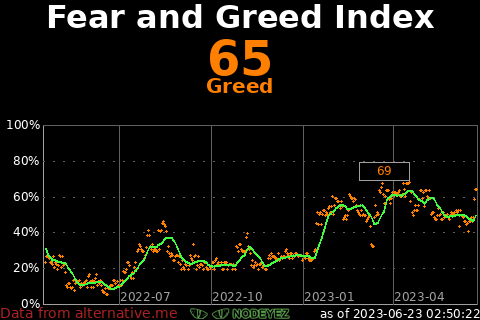 Fear and Greed Index
65
Greed
100%
80%
69
60%
40%
20%
0%
2022-07 2022-10 2023-01 2023-04
Data from alternative.me NODEYEZ as of 2023-06-23 02:50:22